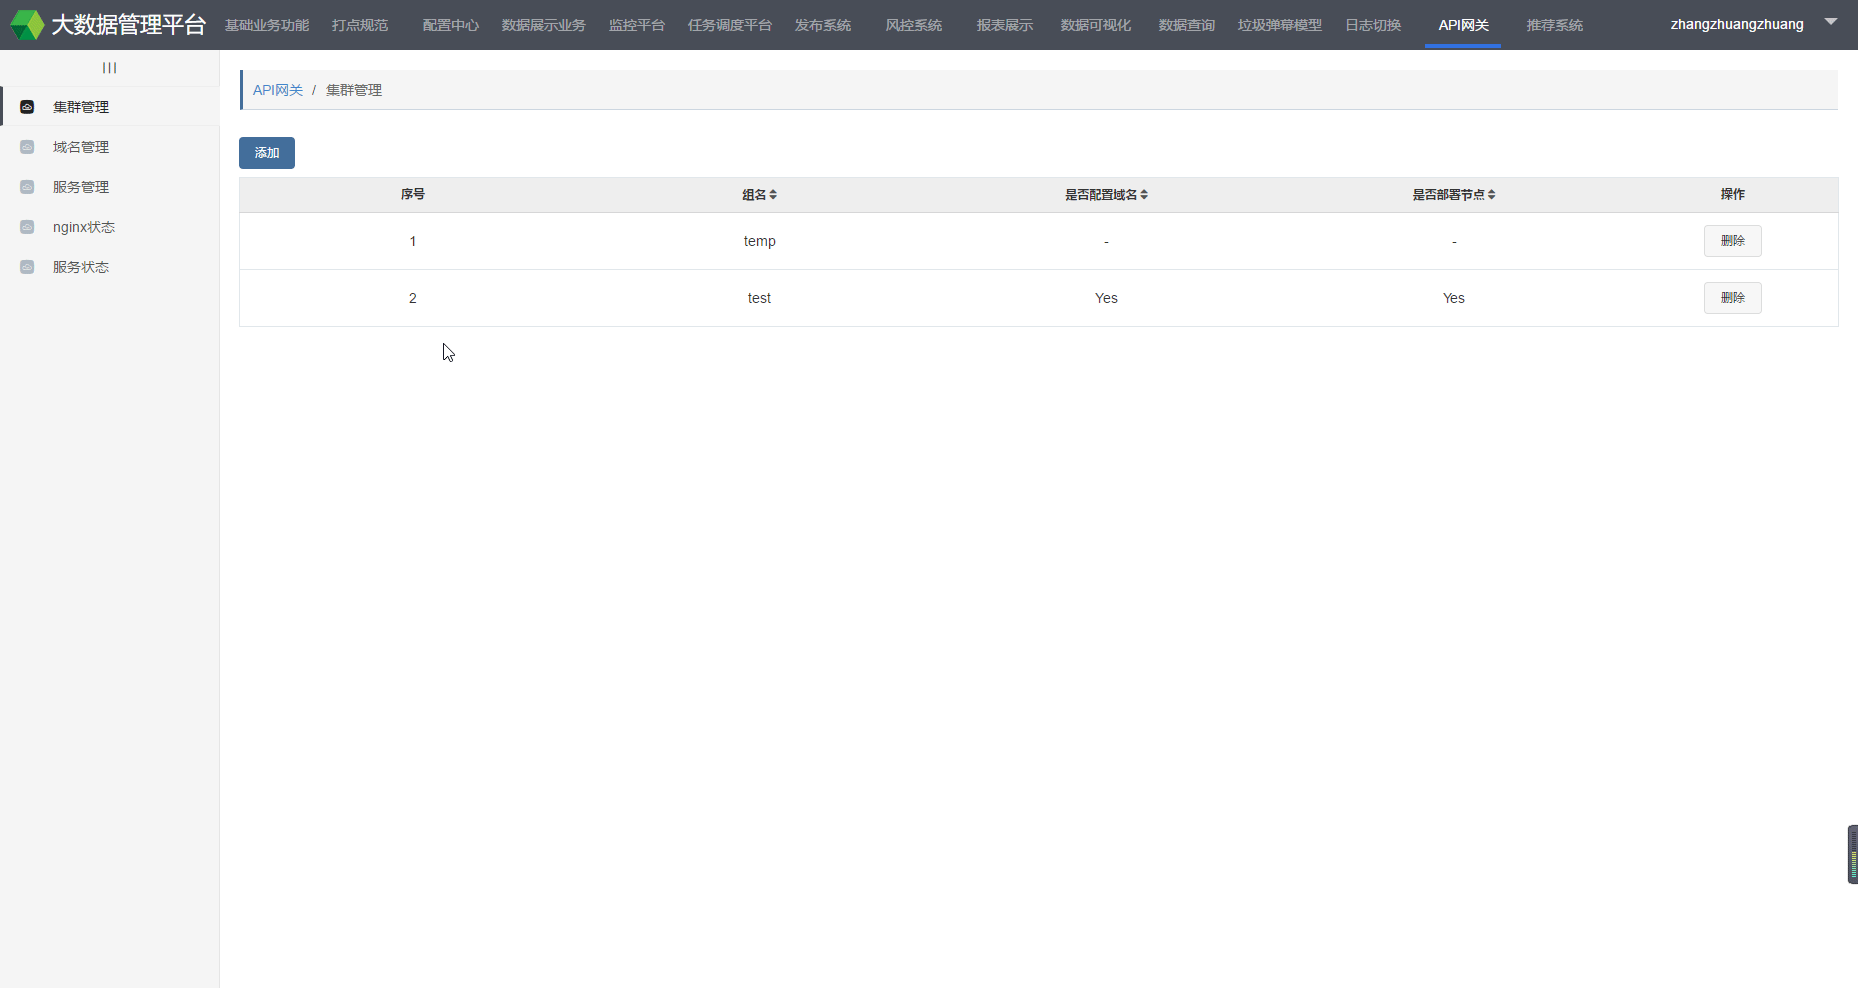 大数据管理平台 基础业务功能 打点规范 配置中心 数据展示业务 监控平台 任务调度平台 发布系统 风控系统 报表展示 数据可视化 数据查询 垃圾弹幕模型 日志切换 API网关 推荐系统 zhangzhuangzhuang
集群管理
域名管理
服务管理
nginx状态
服务状态
API网关 / 集群管理
添加
序号 组名 是否配置域名 是否部署节点 操作
1 temp - - 删除
2 test Yes Yes 删除